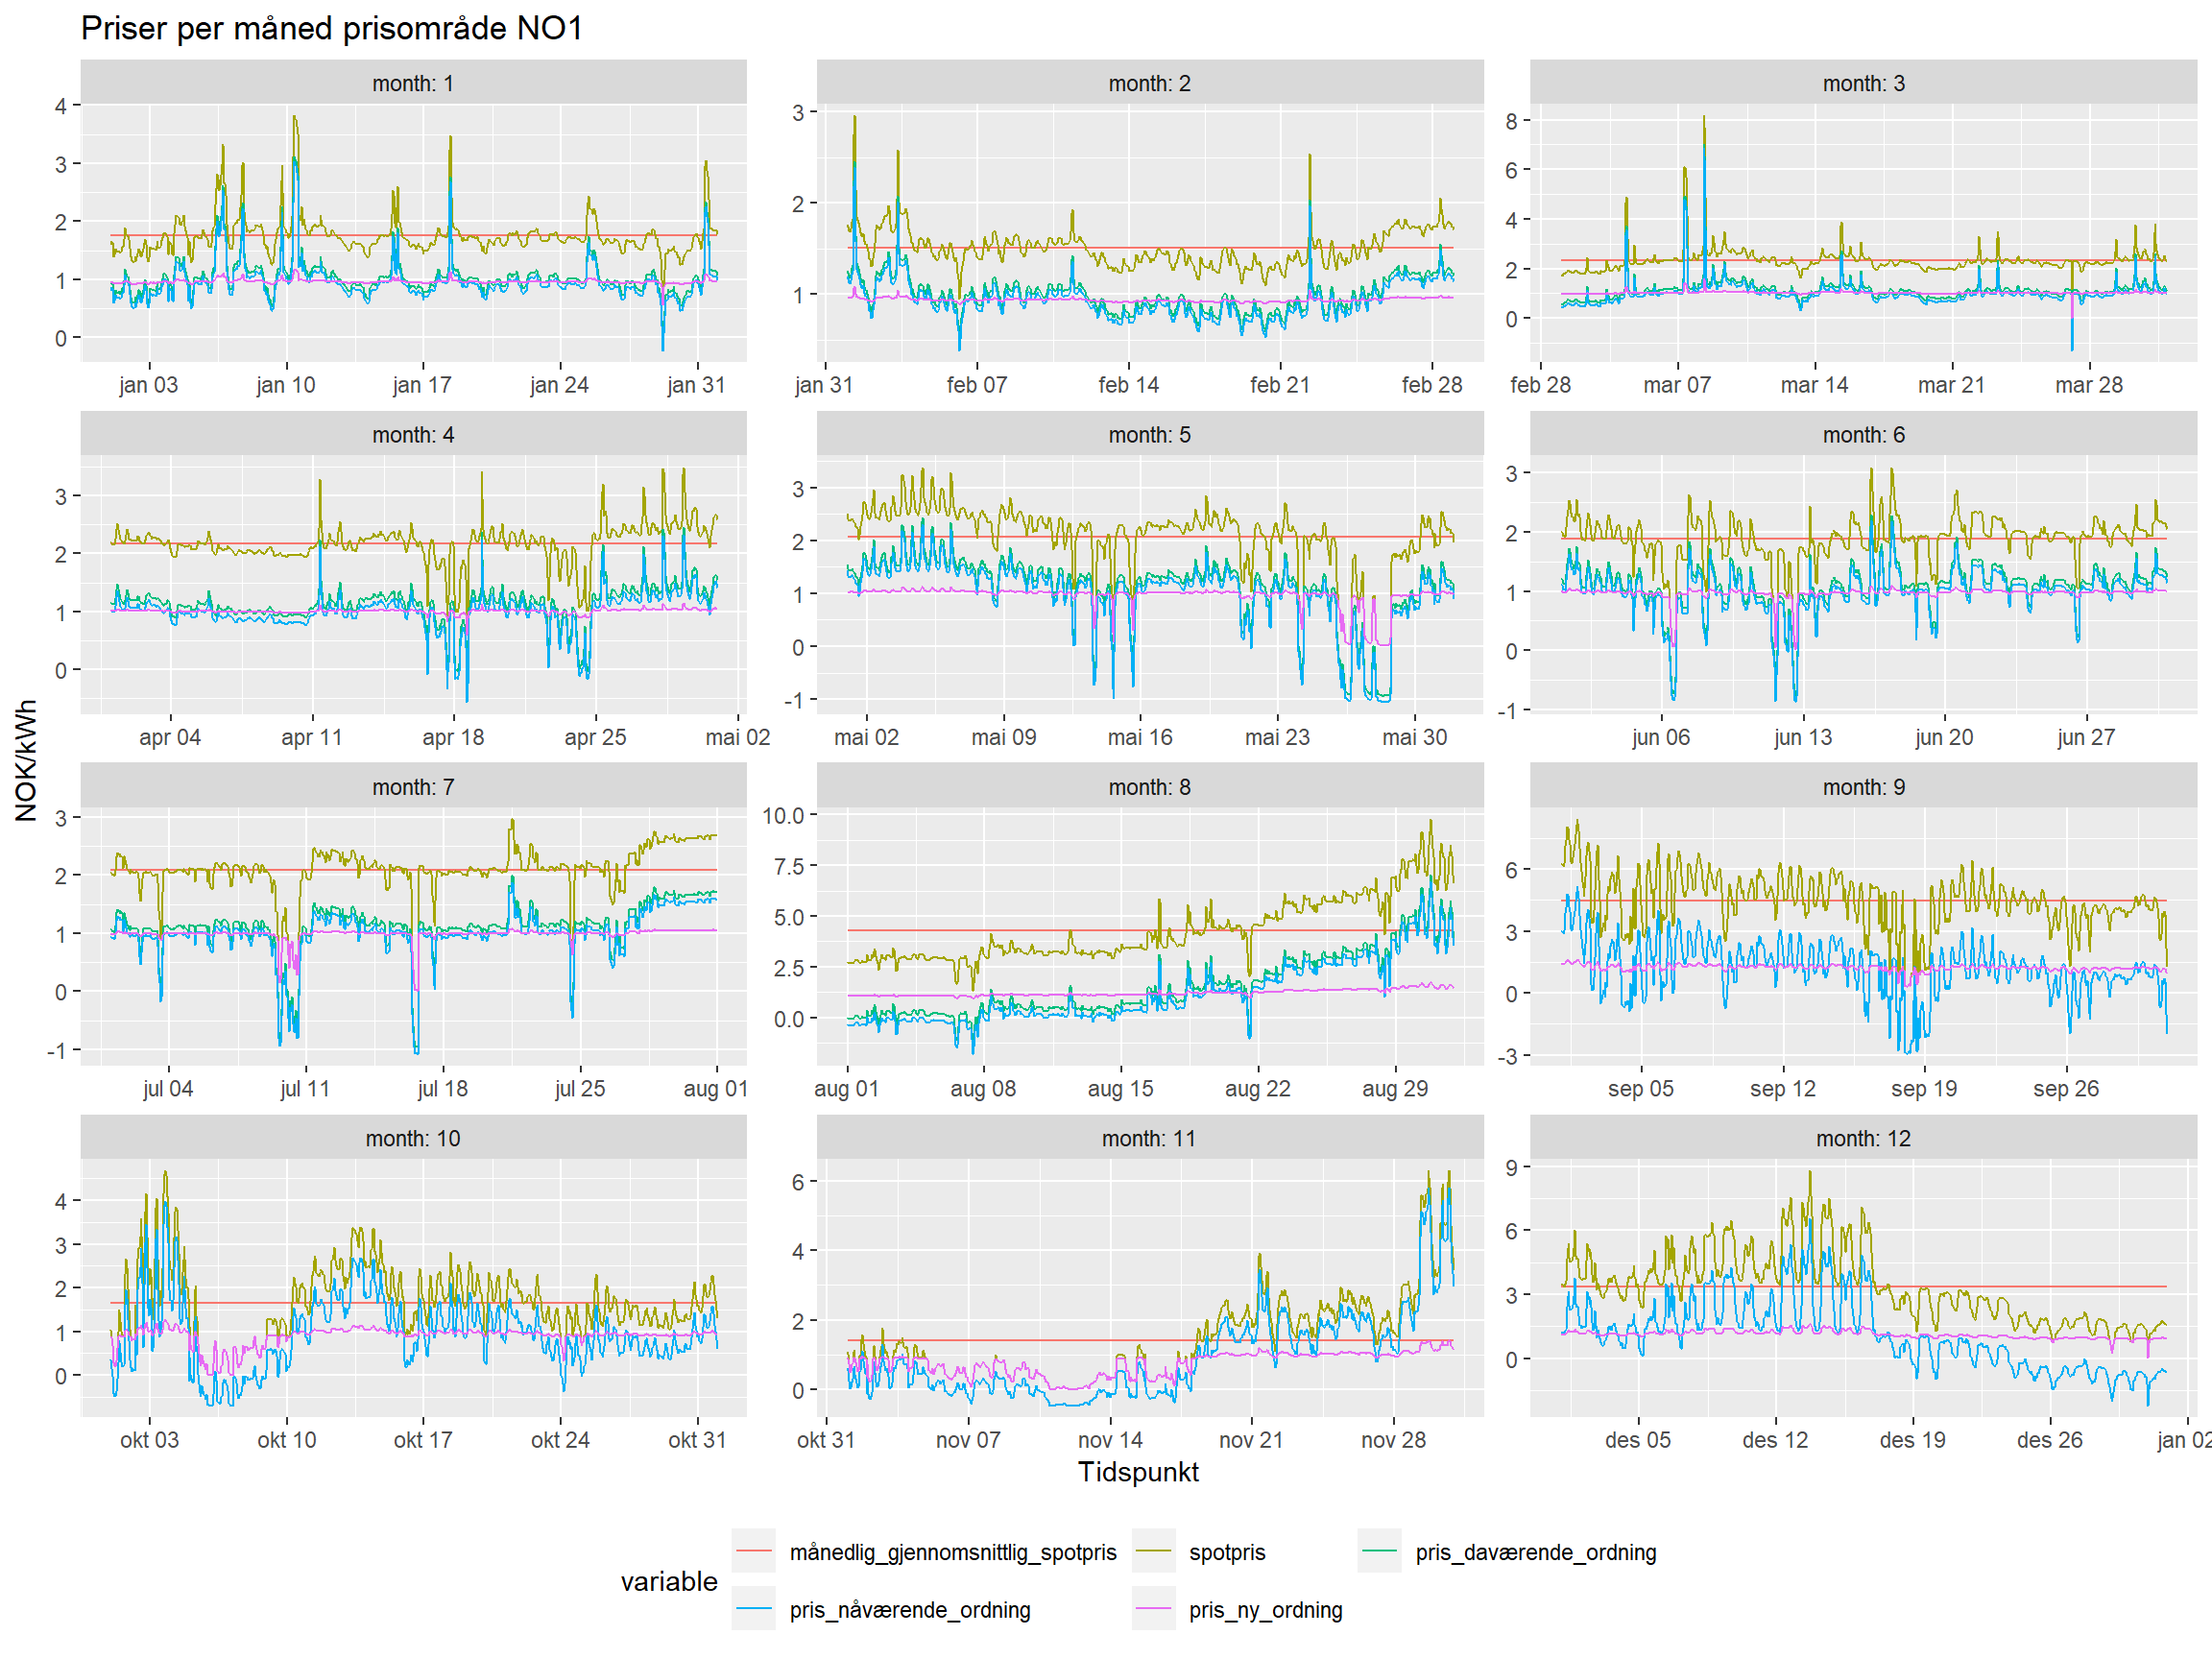 Priser per måned prisområde NO1
month: 1
month: 2
month: 3
4
3
2
1
0
3
2
1
8
6
4
2
0
jan 03 jan 10 jan 17 jan 24 jan 31
jan 31 feb 07 feb 14 feb 21 feb 28
feb 28 mar 07 mar 14 mar 21 mar 28
month: 4
month: 5
month: 6
3
2
1
0
3
2
1
0
-1
3
2
1
0
-1
apr 04 apr 11 apr 18 apr 25 mai 02
mai 02 mai 09 mai 16 mai 23 mai 30
jun 06 jun 13 jun 20 jun 27
NOK/kWh
month: 7
month: 8
month: 9
3
2
1
0
-1
10.0
7.5
5.0
2.5
0.0
6
3
0
-3
jul 04 jul 11 jul 18 jul 25 aug 01
aug 01 aug 08 aug 15 aug 22 aug 29
sep 05 sep 12 sep 19 sep 26
month: 10
month: 11
month: 12
4
3
2
1
0
6
4
2
0
9
6
3
0
okt 03 okt 10 okt 17 okt 24 okt 31
okt 31 nov 07 nov 14 nov 21 nov 28
des 05 des 12 des 19 des 26 jan 02
Tidspunkt
variable
månedlig_gjennomsnittlig_spotpris
spotpris
pris_daværende_ordning
pris_nåværende_ordning
pris_ny_ordning